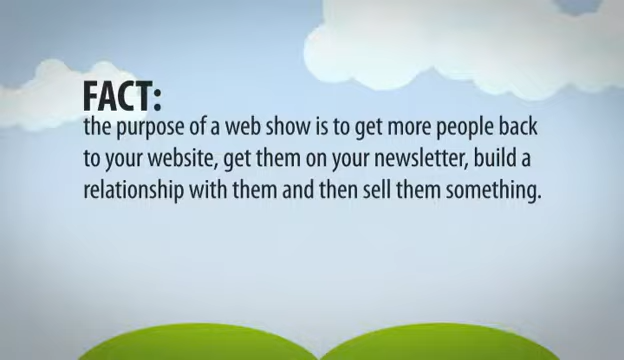 FACT:
the purpose of a web show is to get more people back
to your website, get them on your newsletter, build a
relationship with them and then sell them something.